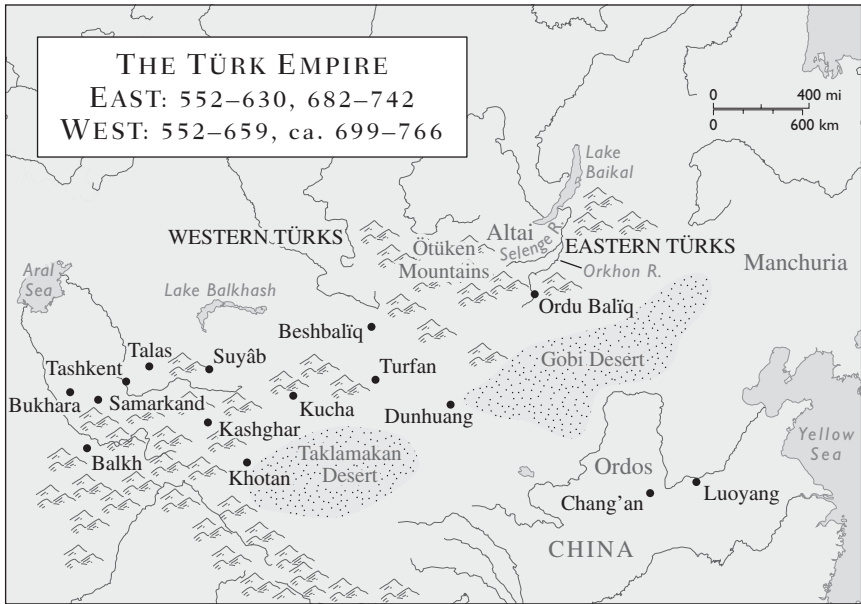 THE TÜRK EMPIRE
EAST: 552–630, 682–742
WEST: 552–659, ca. 699–766
0 400 mi
0 600 km
Lake
Baikal
Altai
Selenge R.
WESTERN TÜRKS
Ötüken
Mountains
EASTERN TÜRKS
Orkhon R.
Manchuria
Aral
Sea
Lake Balkhash
Ordu Balïq
Beshbalïq
Gobi Desert
Talas
Suyâb
Tashkent
Turfan
Bukhara
Samarkand
Kucha
Dunhuang
Kashghar
Balkh
Khotan
Taklamakan
Desert
Ordos
Yellow
Sea
Chang’an
Luoyang
CHINA